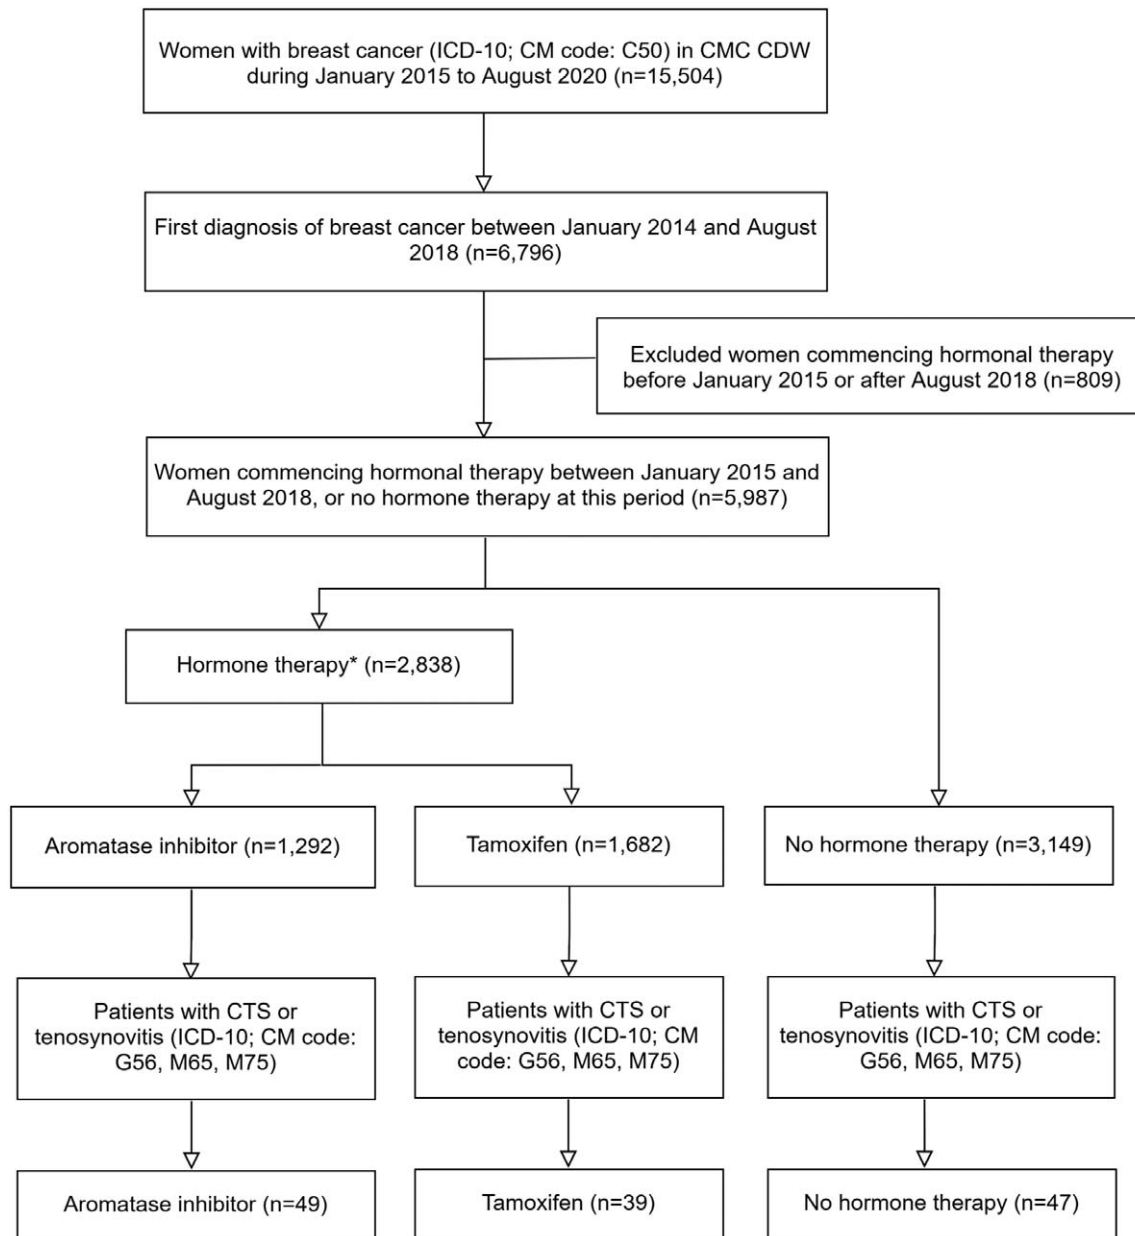 Women with breast cancer (ICD-10; CM code: C50) in CMC CDW
during January 2015 to August 2020 (n=15,504)
First diagnosis of breast cancer between January 2014 and August
2018 (n=6,796)
Excluded women commencing hormonal therapy
before January 2015 or after August 2018 (n=809)
Women commencing hormonal therapy between January 2015 and
August 2018, or no hormone therapy at this period (n=5,987)
Hormone therapy* (n=2,838)
Aromatase inhibitor (n=1,292)
Tamoxifen (n=1,682)
No hormone therapy (n=3,149)
Patients with CTS or
tenosynovitis (ICD-10; CM code:
G56, M65, M75)
Patients with CTS or
tenosynovitis (ICD-10; CM
code: G56, M65, M75)
Patients with CTS or
tenosynovitis (ICD-10; CM code:
G56, M65, M75)
Aromatase inhibitor (n=49)
Tamoxifen (n=39)
No hormone therapy (n=47)